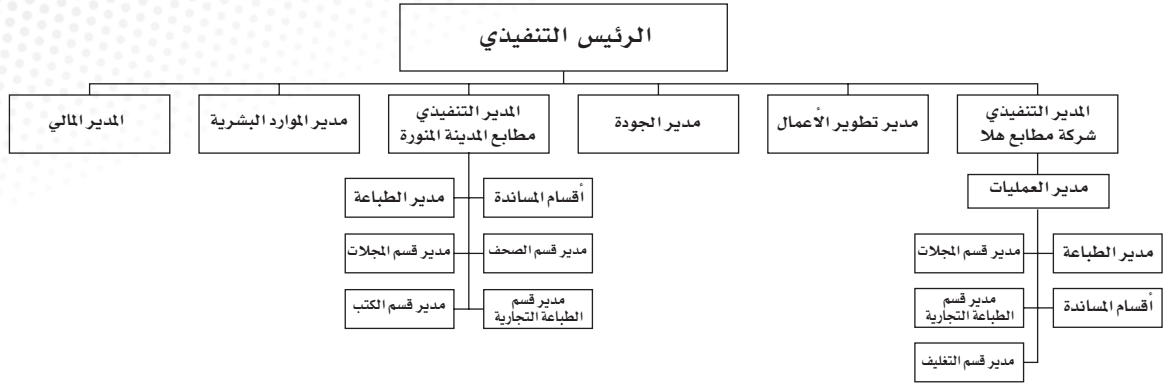 الرئيس التنفيذي
المدير التنفيذي
شركة مطابع هلا
مدير تطوير الأعمال
مدير الجودة
المدير التنفيذي
مطابع المدينة المنورة
مدير الموارد البشرية
المدير المالي
مدير العمليات
مدير الطباعة
مدير قسم المجلات
أقسام المساندة
مدير قسم
الطباعة التجارية
مدير قسم التغليف
أقسام المساندة
مدير الطباعة
مدير قسم الصحف
مدير قسم المجلات
مدير قسم
الطباعة التجارية
مدير قسم الكتب